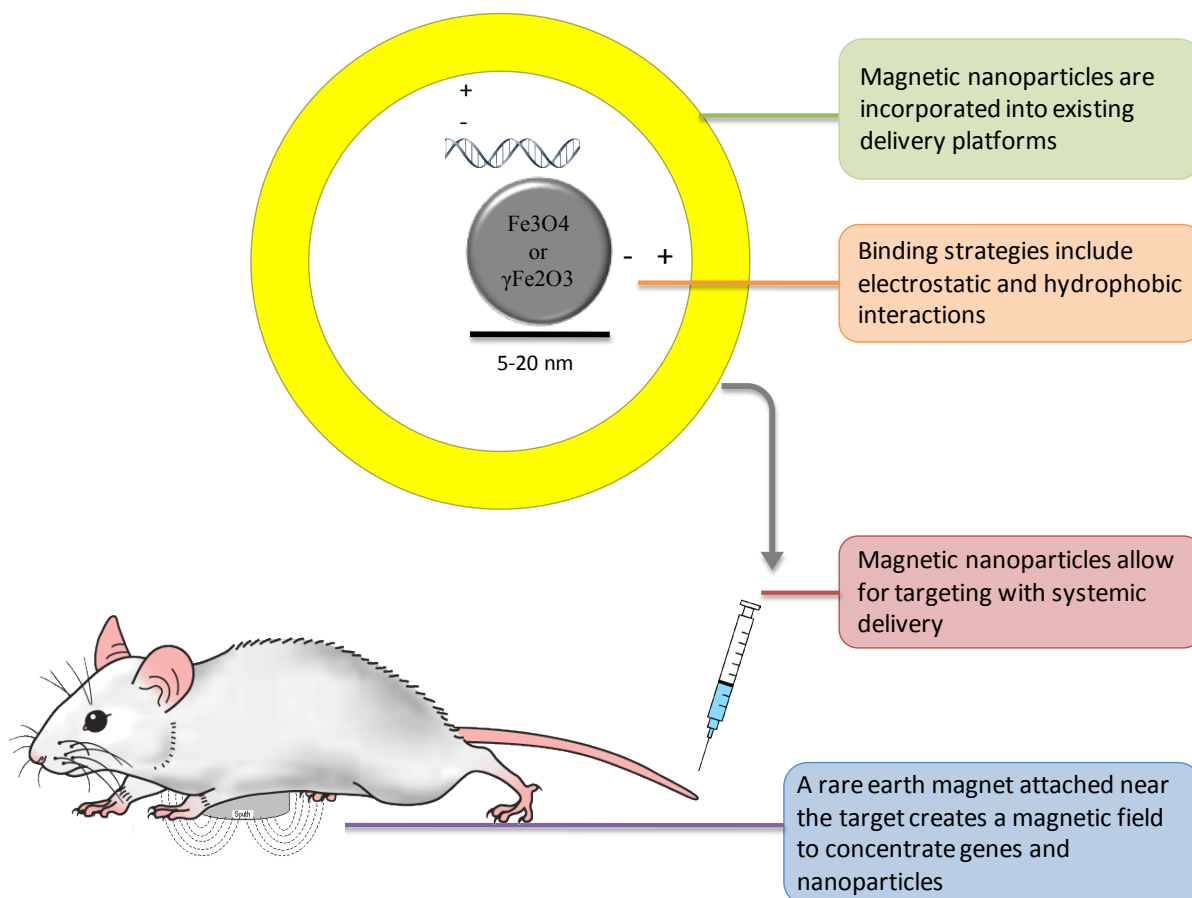 Magnetic nanoparticles are
incorporated into existing
delivery platforms
+
-
Fe3O4
or
γFe2O3
- +
Binding strategies include
electrostatic and hydrophobic
interactions
5-20 nm
Magnetic nanoparticles allow
for targeting with systemic
delivery
A rare earth magnet attached near
the target creates a magnetic field
to concentrate genes and
nanoparticles
South